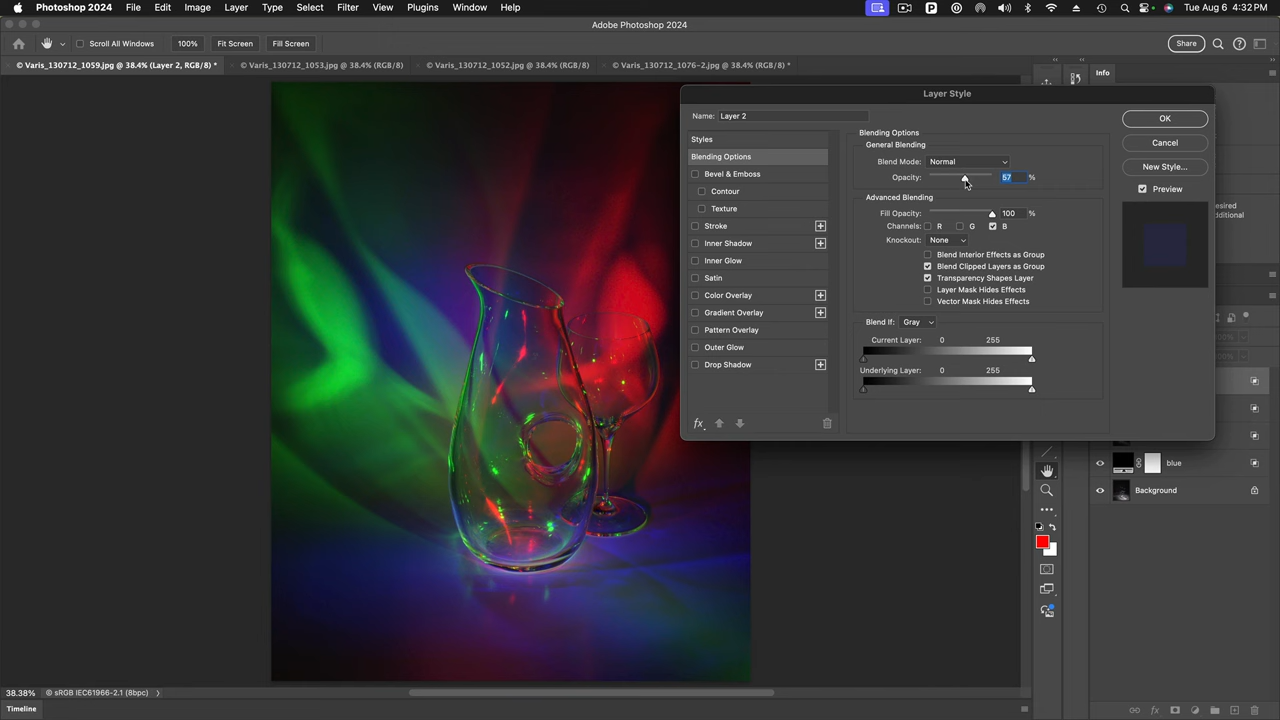 Photoshop 2024 File Edit Image Layer Type Select Filter View Plugins Window Help Tue Aug 6 4:32 PM
Adobe Photoshop 2024
Scroll All Windows 100% Fit Screen Fill Screen Share
© Varis_130712_1059.jpg @ 38.4% (Layer 2, RGB/8) * © Varis_130712_1053.jpg @ 38.4% (RGB/8) © Varis_130712_1052.jpg @ 38.4% (RGB/8) © Varis_130712_1076-2.jpg @ 38.4% (RGB/8) * Info
Layer Style
Name: Layer 2
OK
Styles
Blending Options
Bevel & Emboss
Contour
Texture
Stroke
Inner Shadow
Inner Glow
Satin
Color Overlay
Gradient Overlay
Pattern Overlay
Outer Glow
Drop Shadow
fx
Blending Options
General Blending
Blend Mode: Normal
Opacity: 57 %
Advanced Blending
Fill Opacity: 100 %
Channels: R G B
Knockout: None
Blend Interior Effects as Group
Blend Clipped Layers as Group
Transparency Shapes Layer
Layer Mask Hides Effects
Vector Mask Hides Effects
Blend If: Gray
Current Layer: 0 255
Underlying Layer: 0 255
Cancel
New Style...
Preview
esired
dditional
blue
Background
38.38% © sRGB IEC61966-2.1 (8bpc)
Timeline
fx